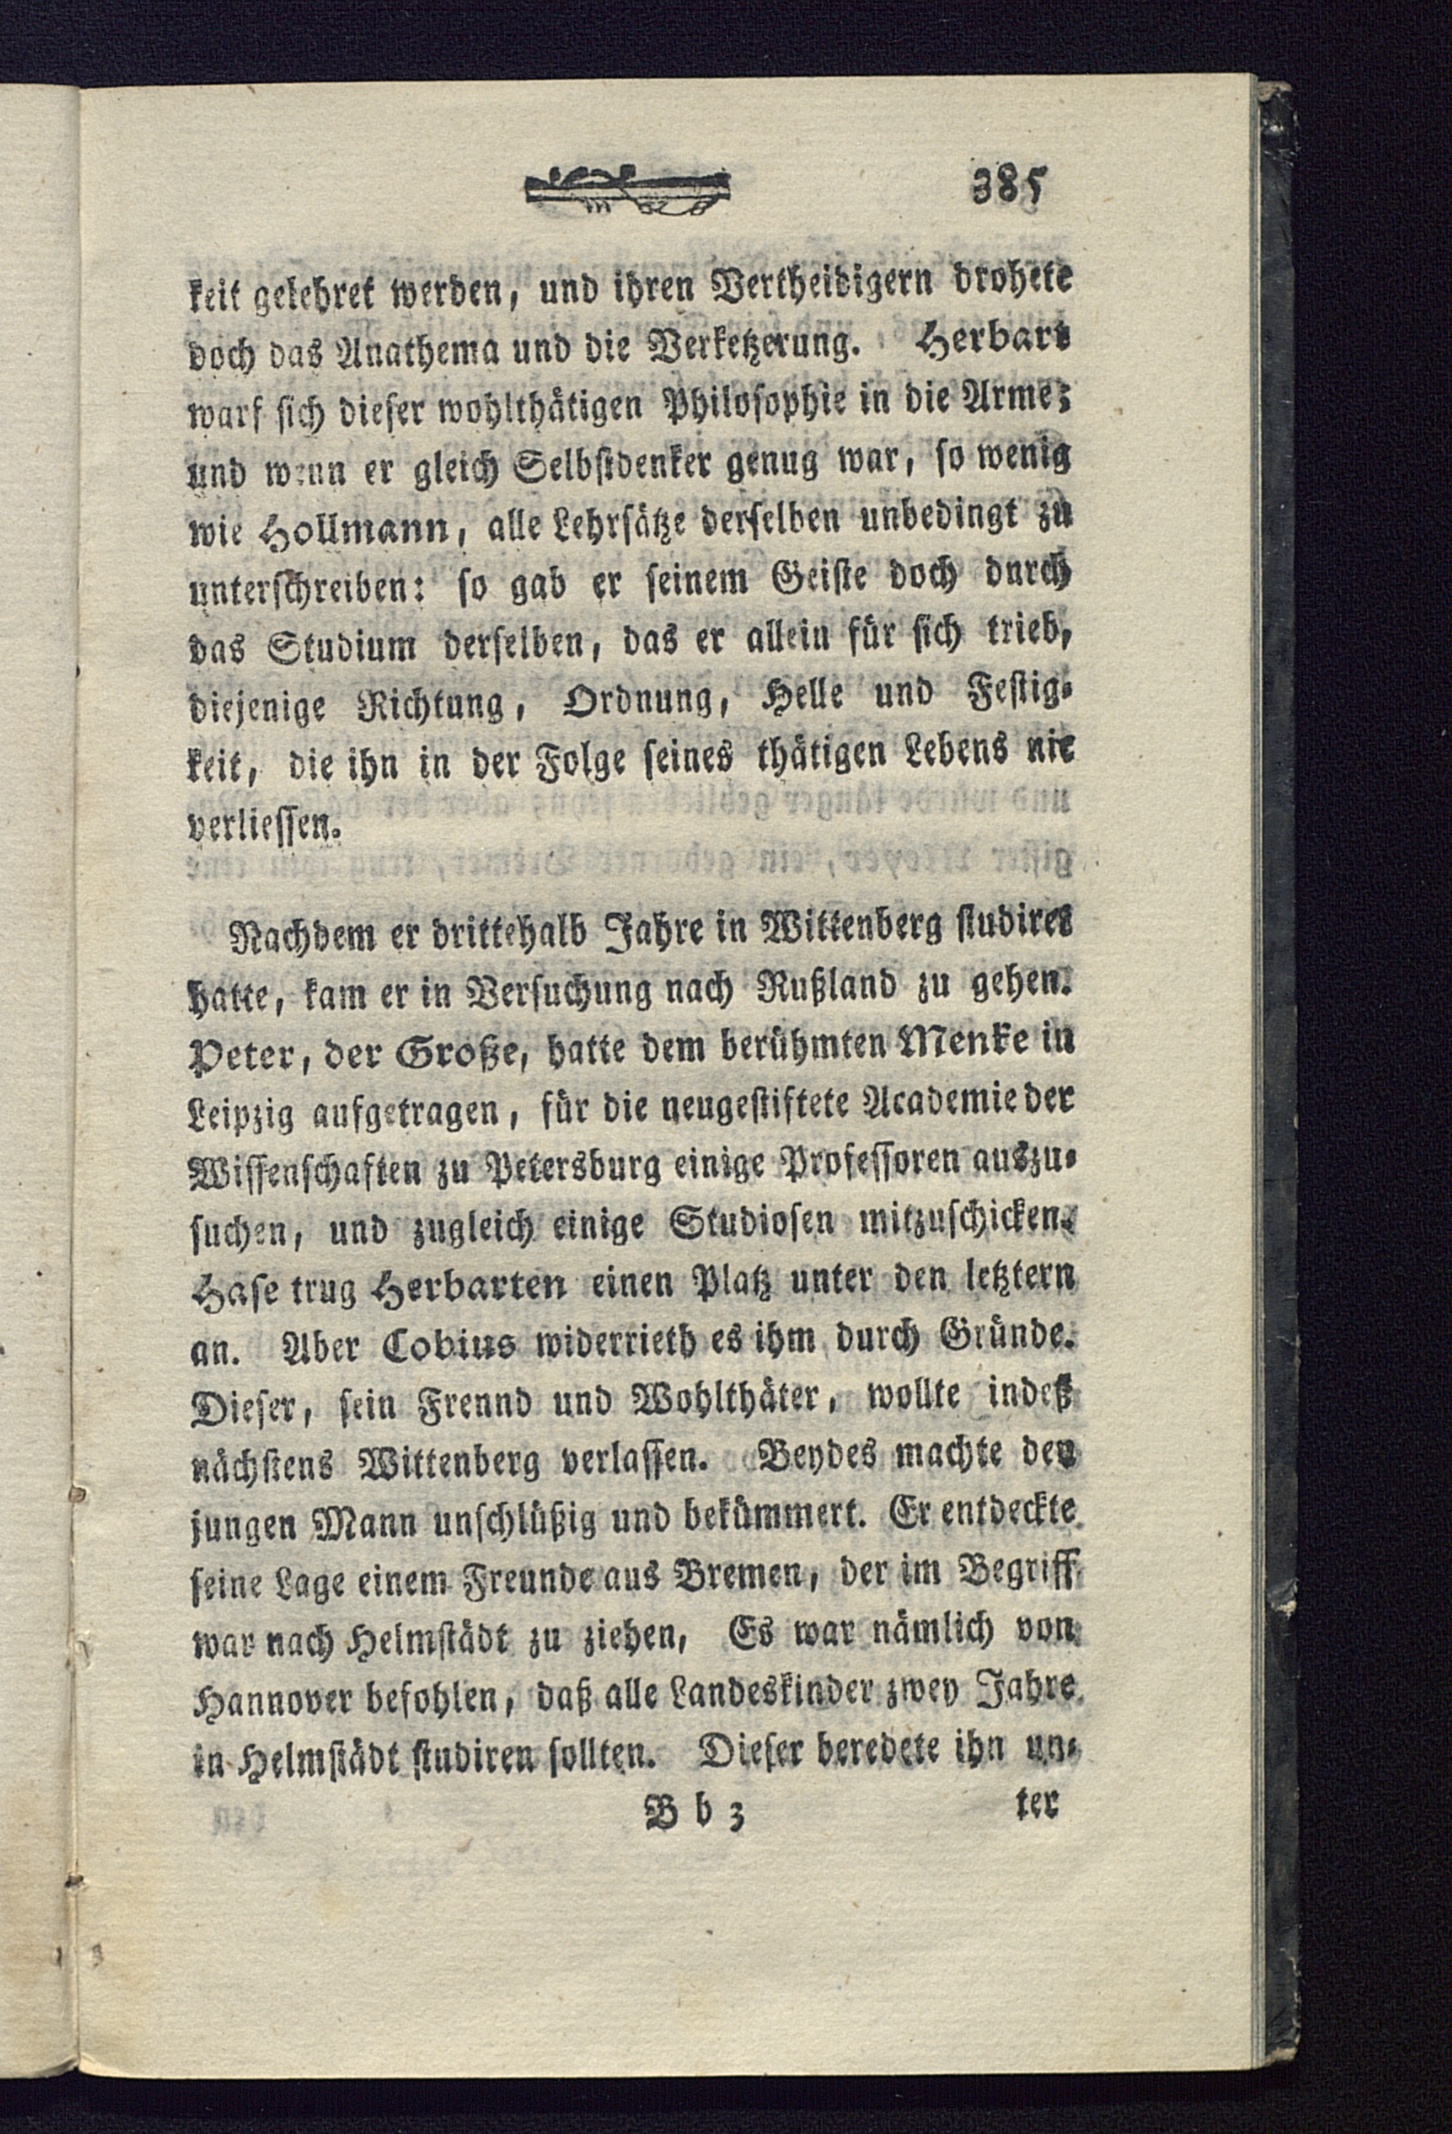 385
keit gelehret werden, und ihren Vertheidigern drohete
doch das Anathema und die Verketzerung. Herbart
warf sich dieser wohlthätigen Philosophie in die Arme;
und wenn er gleich Selbstdenker genug war, so wenig
wie Hollmann, alle Lehrsätze derselben unbedingt zu
unterschreiben: so gab er seinem Geiste doch durch
das Studium derselben, das er allein für sich trieb,
diejenige Richtung, Ordnung, Helle und Festig-
keit, die ihn in der Folge seines thätigen Lebens nie
verliessen.
Nachdem er drittehalb Jahre in Wittenberg studiret
hatte, kam er in Versuchung nach Rußland zu gehen.
Peter, der Große, hatte dem berühmten Menke in
Leipzig aufgetragen, für die neugestiftete Academie der
Wissenschaften zu Petersburg einige Professoren auszu-
suchen, und zugleich einige Studiosen mitzuschicken.
Hase trug Herbarten einen Platz unter den letztern
an. Aber Cobius widerrieth es ihm durch Gründe.
Dieser, sein Frennd und Wohlthäter, wollte indeß
nächstens Wittenberg verlassen. Beydes machte den
jungen Mann unschlüßig und bekümmert. Er entdeckte
seine Lage einem Freunde aus Bremen, der im Begriff
war nach Helmstädt zu ziehen, Es war nämlich von
Hannover befohlen, daß alle Landeskinder zwey Jahre
in Helmstädt studiren sollten. Dieser beredete ihn un-
B b 3 ter